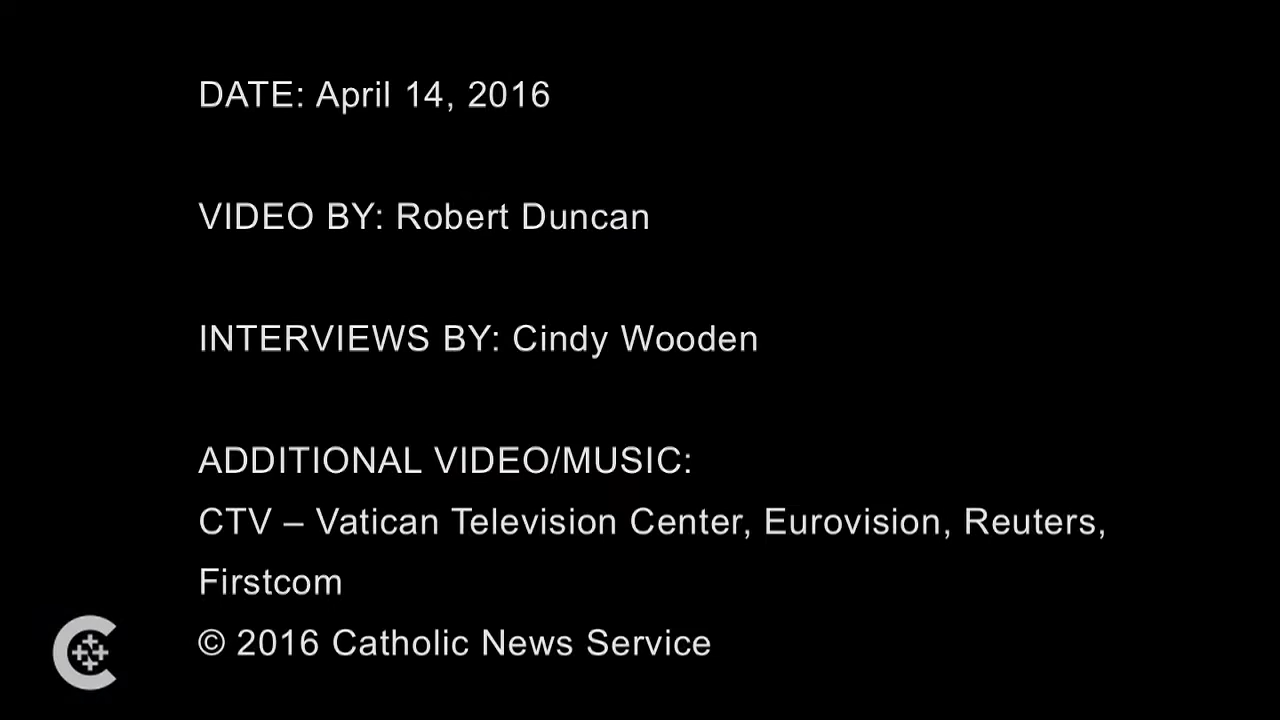 DATE: April 14, 2016
VIDEO BY: Robert Duncan
INTERVIEWS BY: Cindy Wooden
ADDITIONAL VIDEO/MUSIC:
CTV – Vatican Television Center, Eurovision, Reuters,
Firstcom
© 2016 Catholic News Service